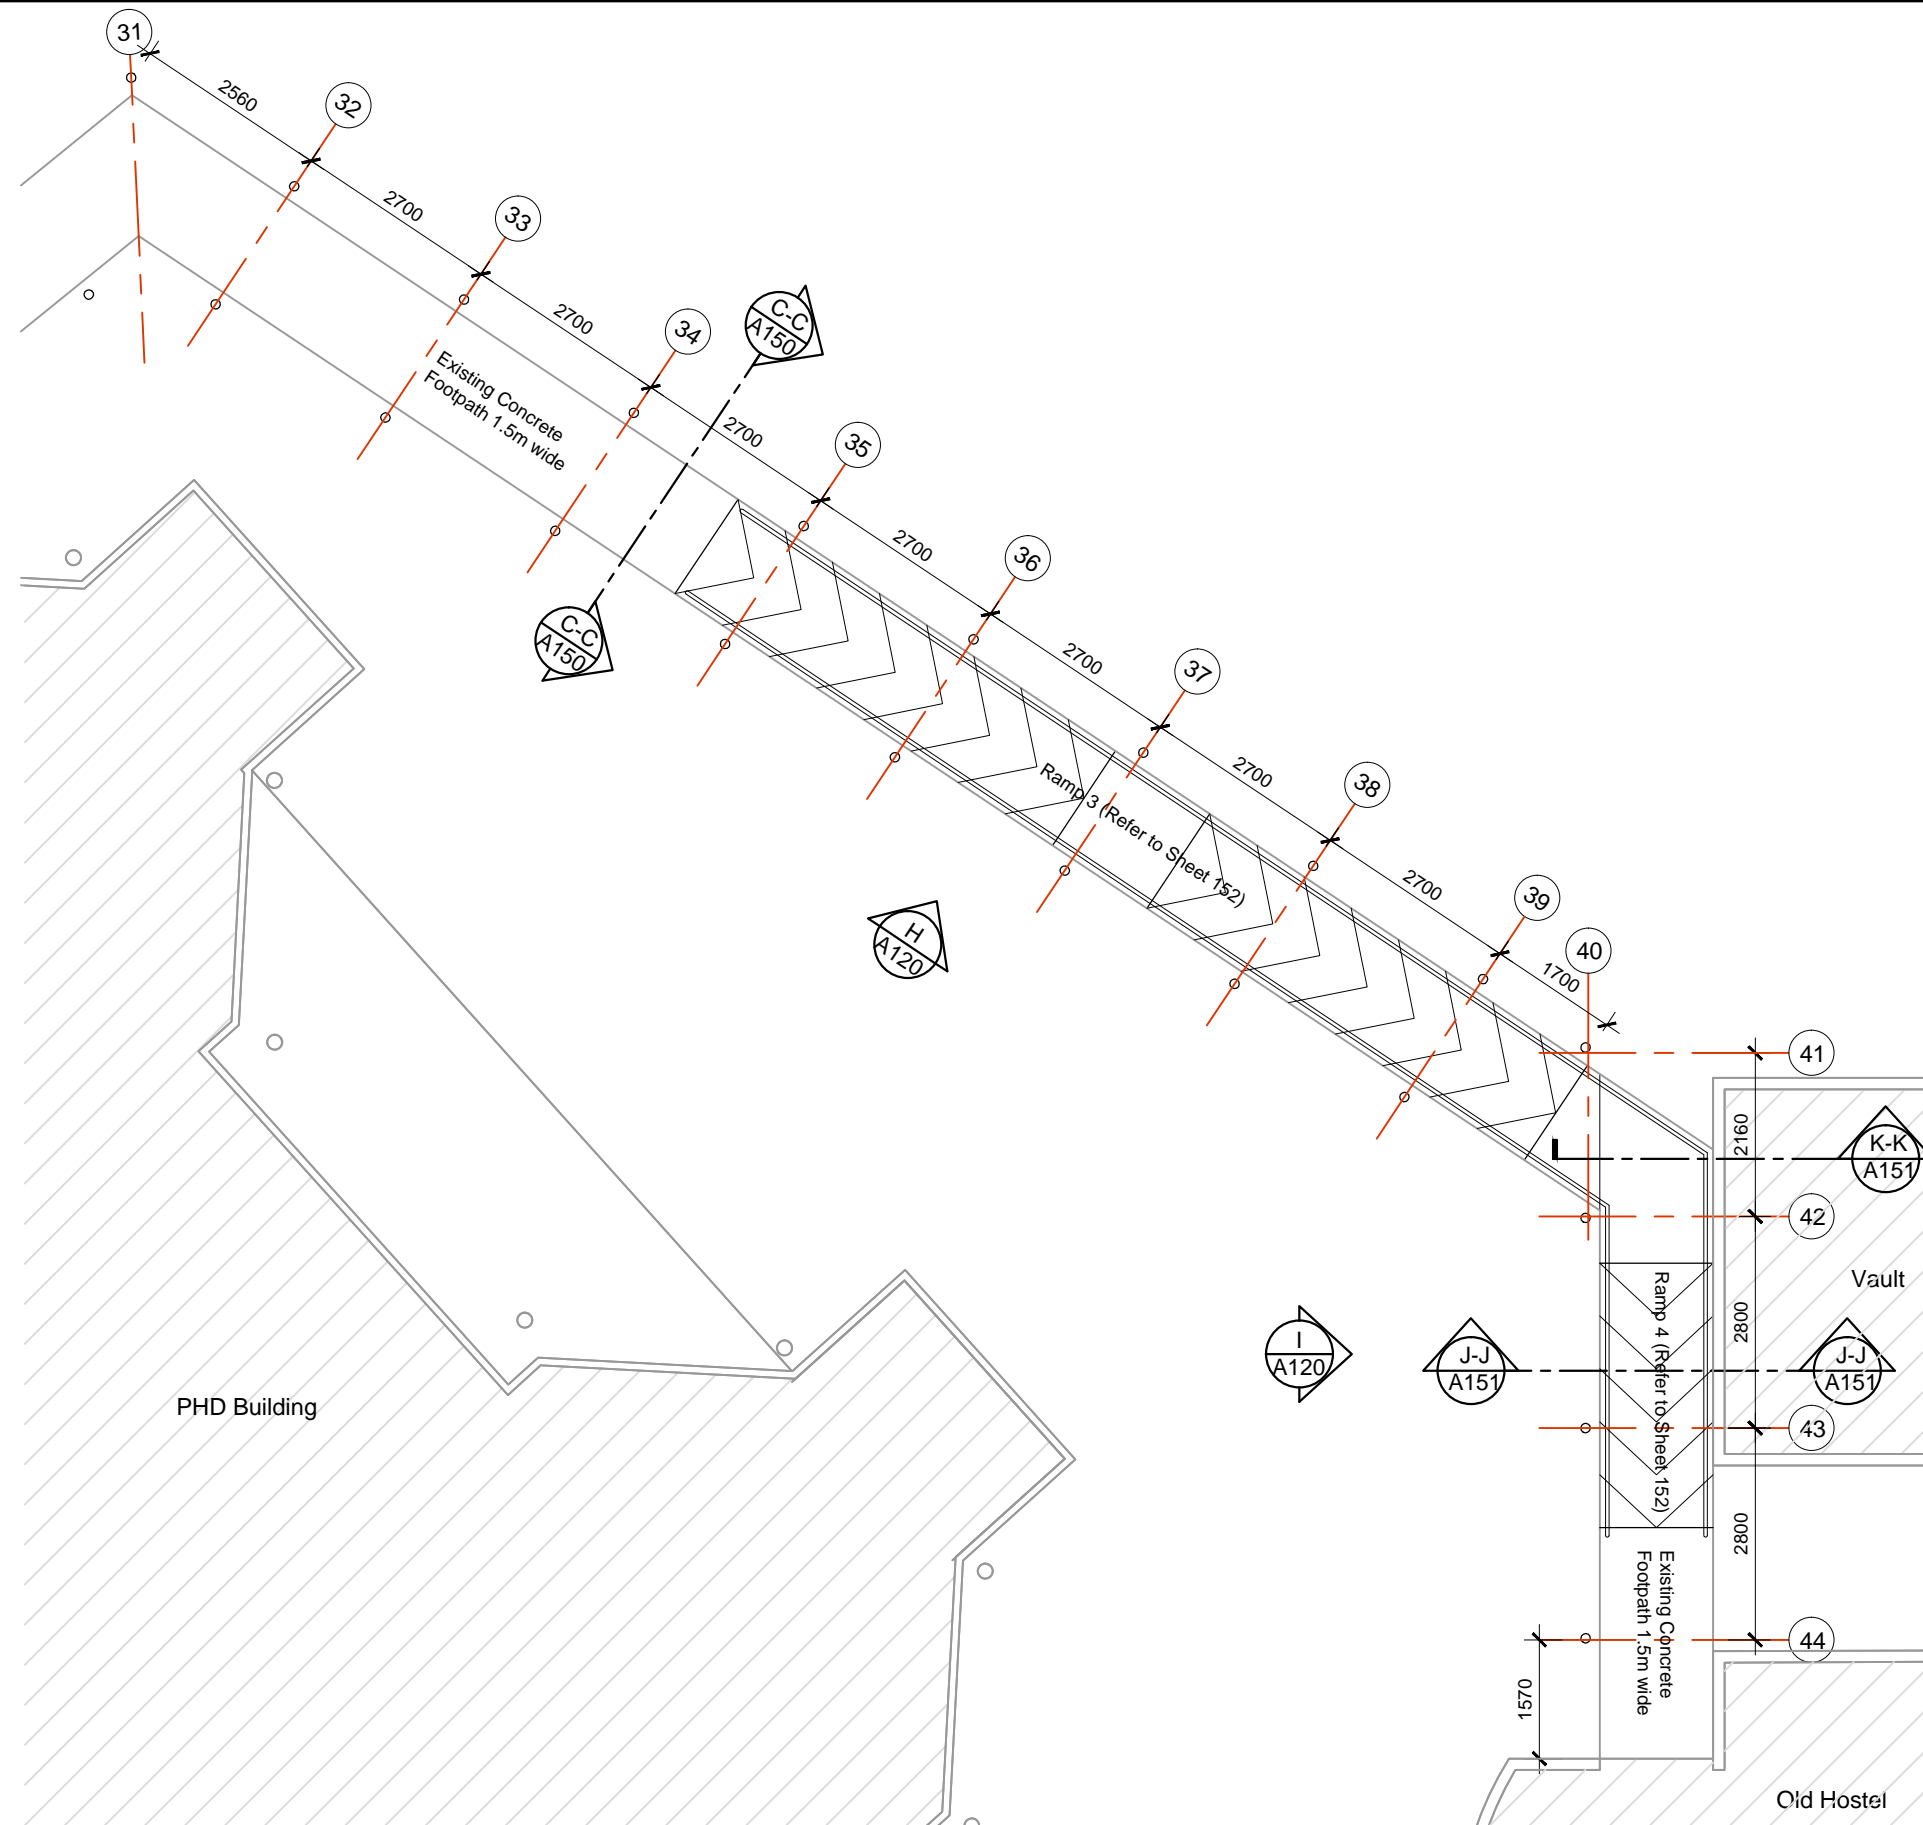 31
2560
32
2700
33
2700
34
C-C
A150
2700
35
Existing Concrete
Footpath 1.5m wide
2700
36
C-C
A150
2700
37
2700
38
Ramp 3 (Refer to Sheet 152)
2700
39
H
A120
1700
40
41
2160
K-K
A151
42
Vault
2800
Ramp 4 (Refer to Sheet 152)
I
A120
J-J
A151
J-J
A151
PHD Building
43
2800
Existing Concrete
Footpath 1.5m wide
44
1570
Old Hostel